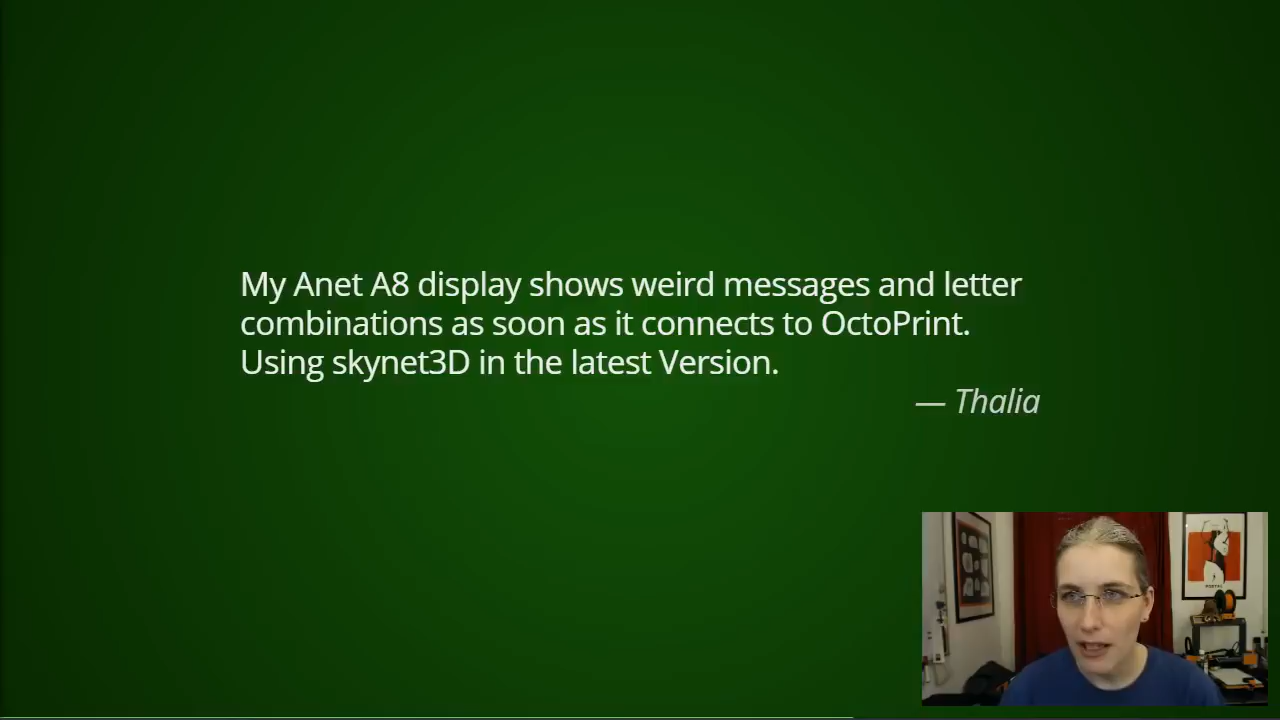 My Anet A8 display shows weird messages and letter
combinations as soon as it connects to OctoPrint.
Using skynet3D in the latest Version.
— Thalia
PORTAL